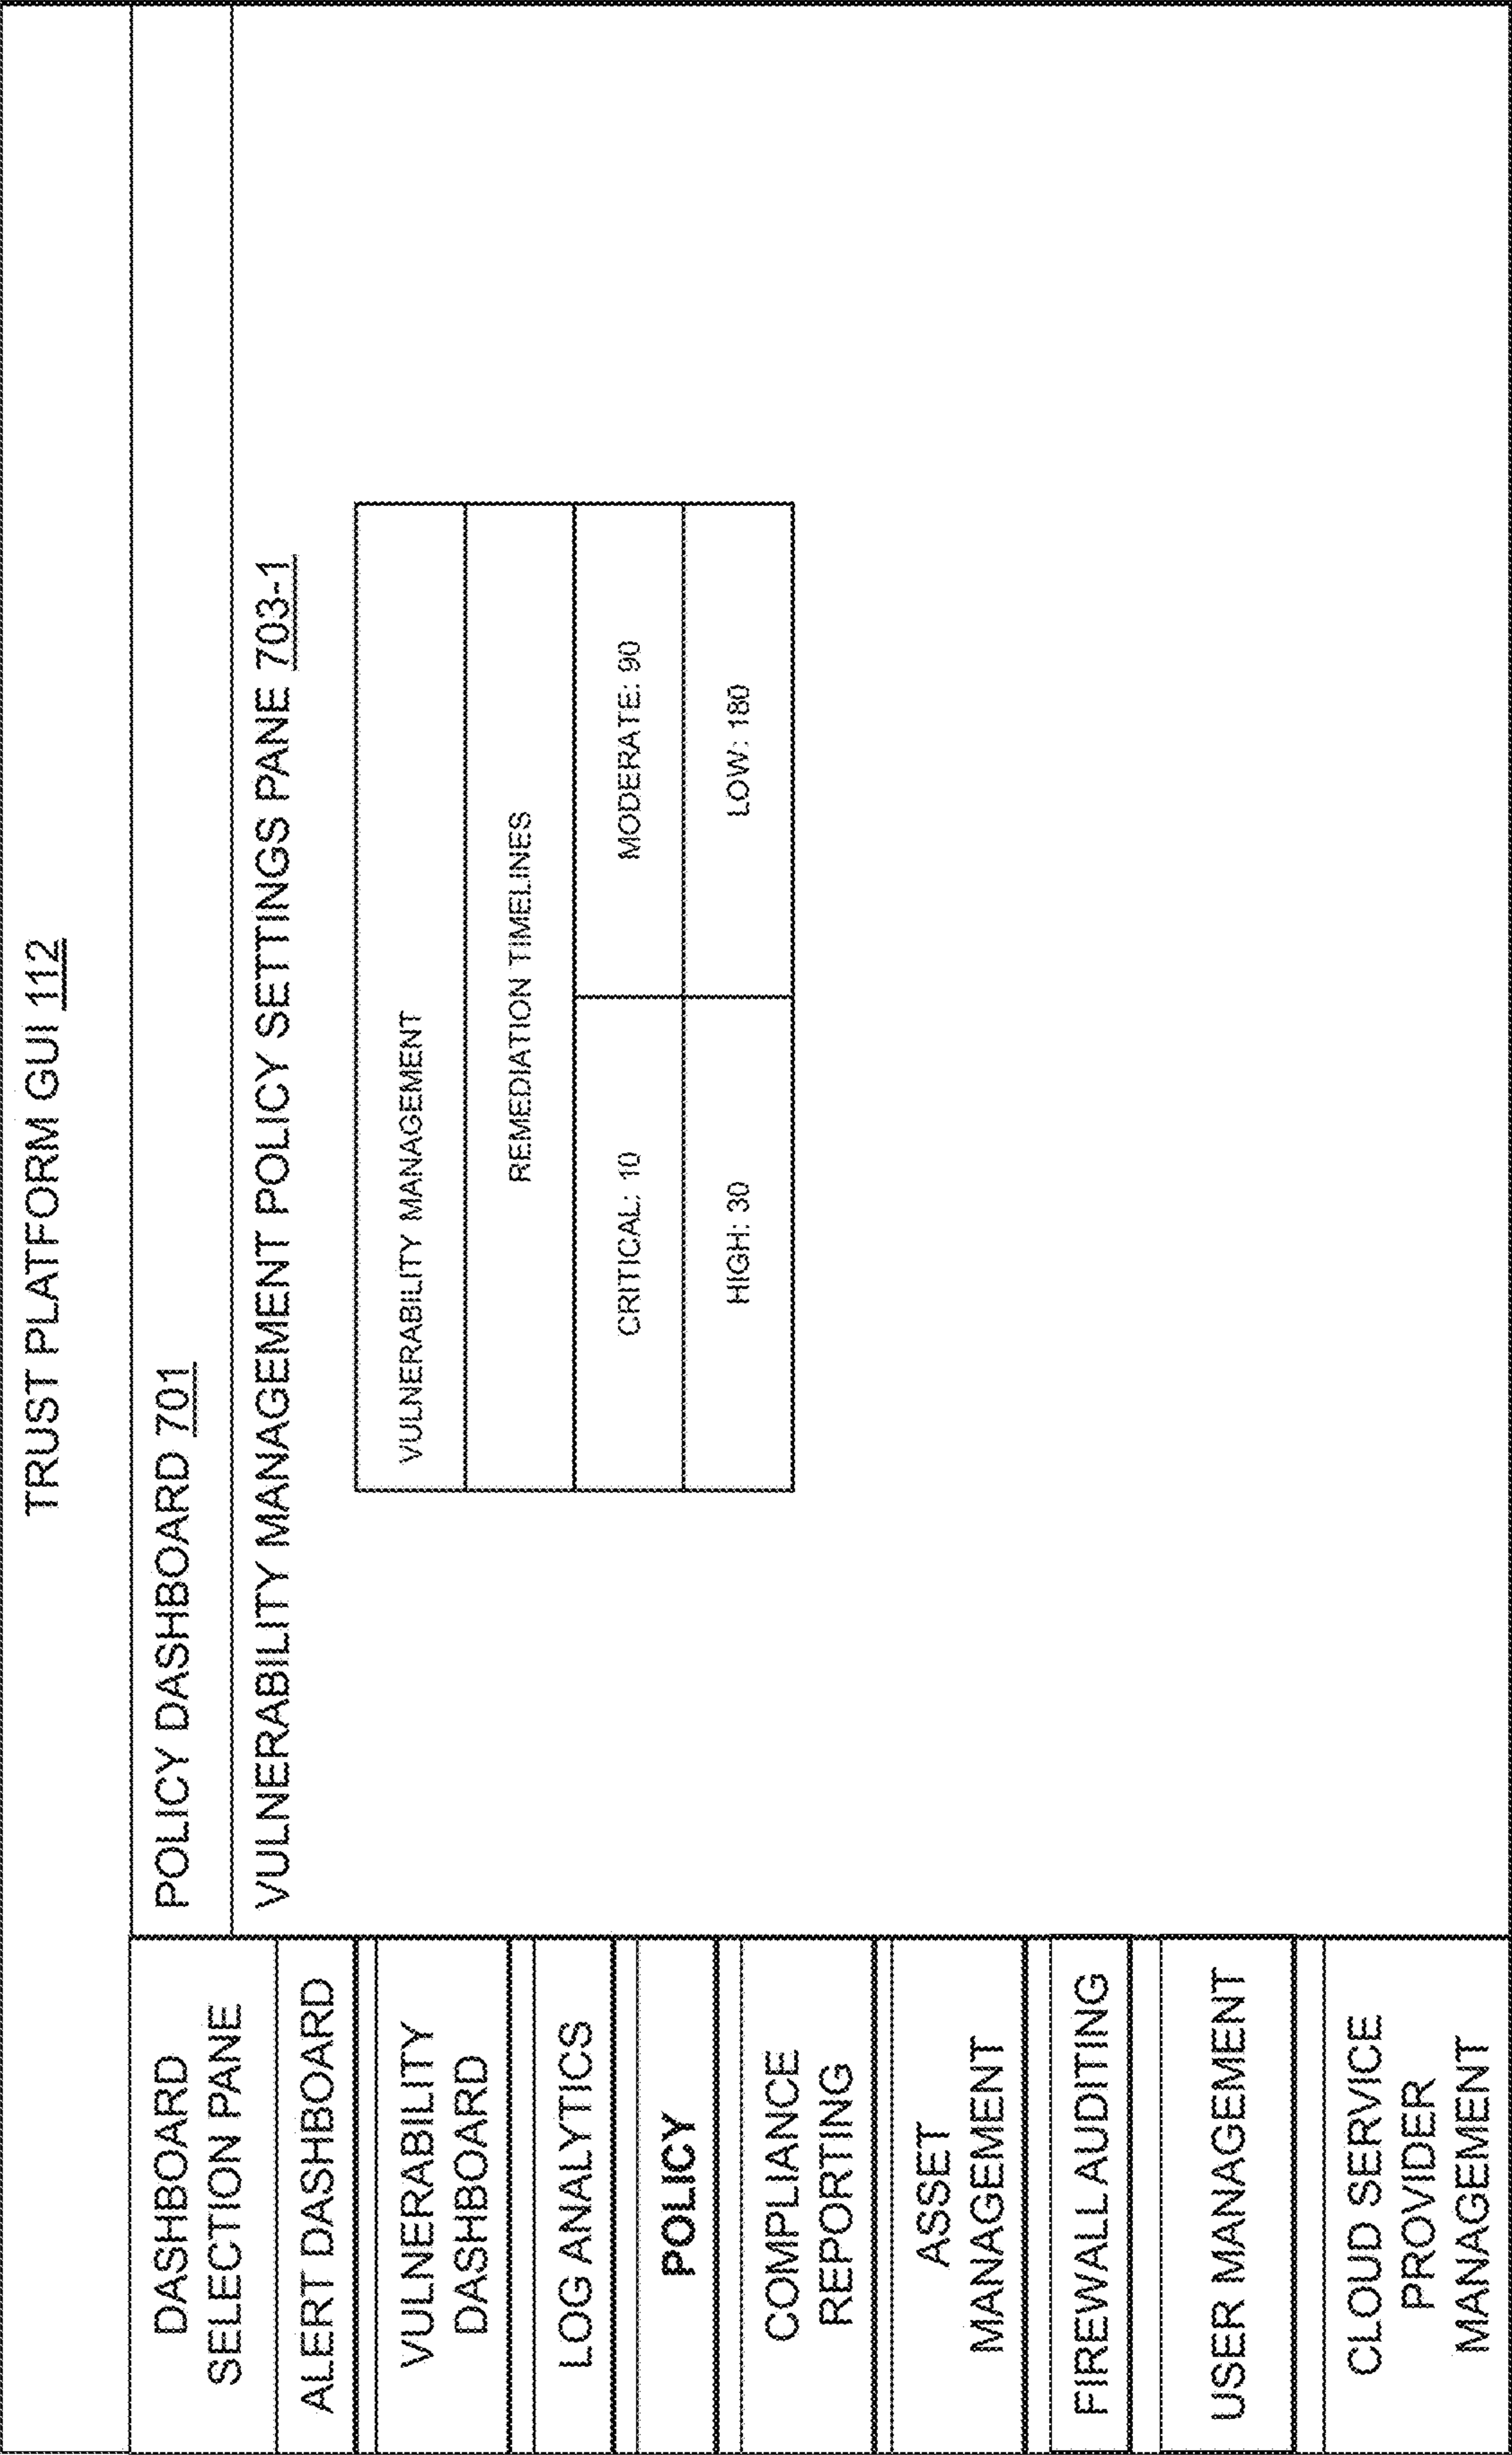 TRUST PLATFORM GUI 112
DASHBOARD
SELECTION PANE
ALERT DASHBOARD
VULNERABILITY
DASHBOARD
LOG ANALYTICS
POLICY
COMPLIANCE
REPORTING
ASSET
MANAGEMENT
FIREWALL AUDITING
USER MANAGEMENT
CLOUD SERVICE
PROVIDER
MANAGEMENT
POLICY DASHBOARD 701
VULNERABILITY MANAGEMENT POLICY SETTINGS PANE 703-1
VULNERABILITY MANAGEMENT
REMEDIATION TIMELINES
CRITICAL: 10
MODERATE: 90
HIGH: 30
LOW: 180